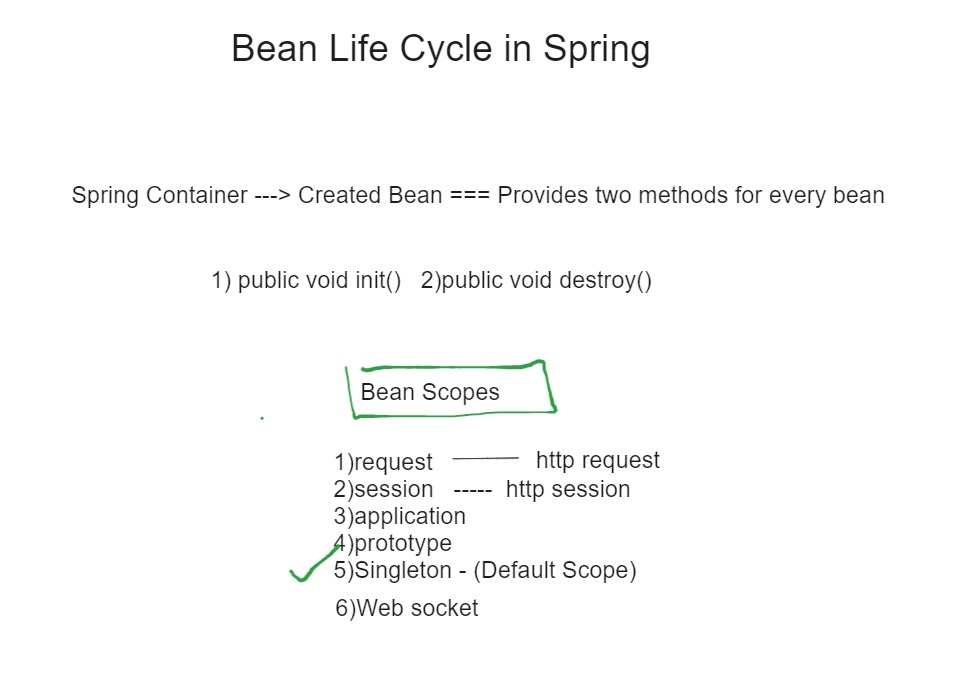 Bean Life Cycle in Spring
Spring Container ---> Created Bean === Provides two methods for every bean
1) public void init() 2)public void destroy()
Bean Scopes
1)request http request
2)session ----- http session
3)application
4)prototype
5)Singleton - (Default Scope)
6)Web socket